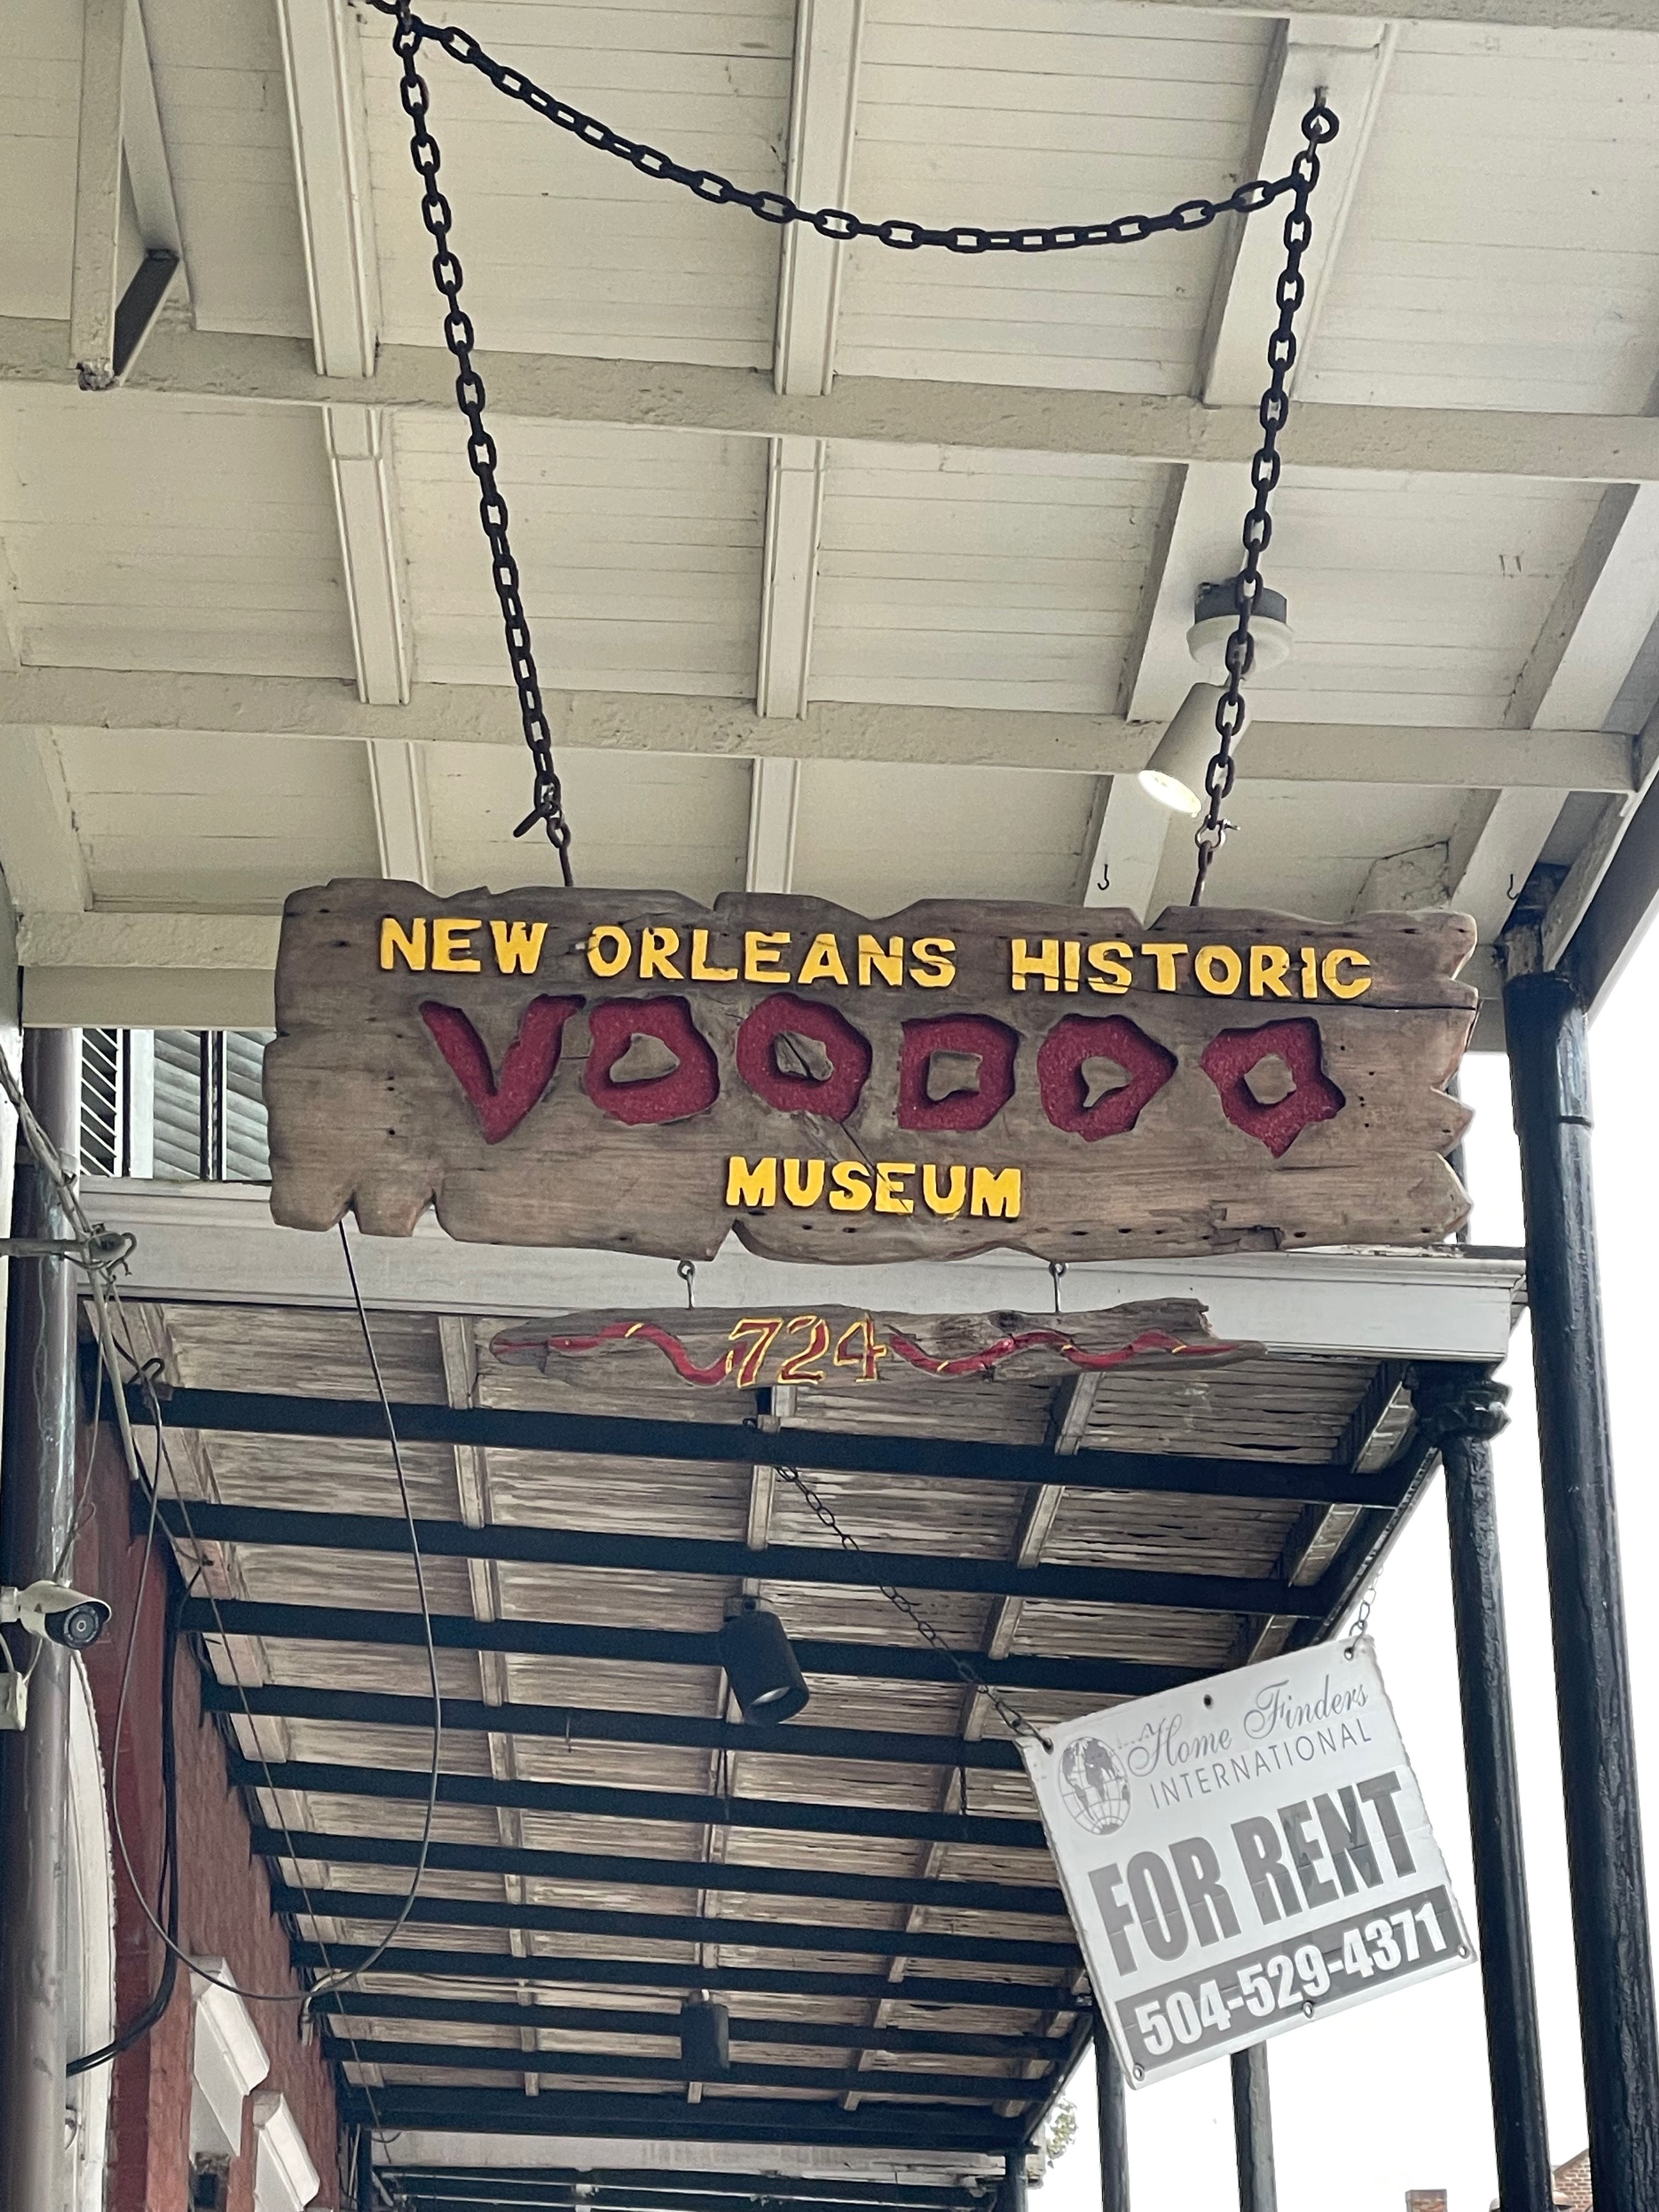 NEW ORLEANS HISTORIC
VOODOO
MUSEUM
724
Home Finders
INTERNATIONAL
FOR RENT
504-529-4371